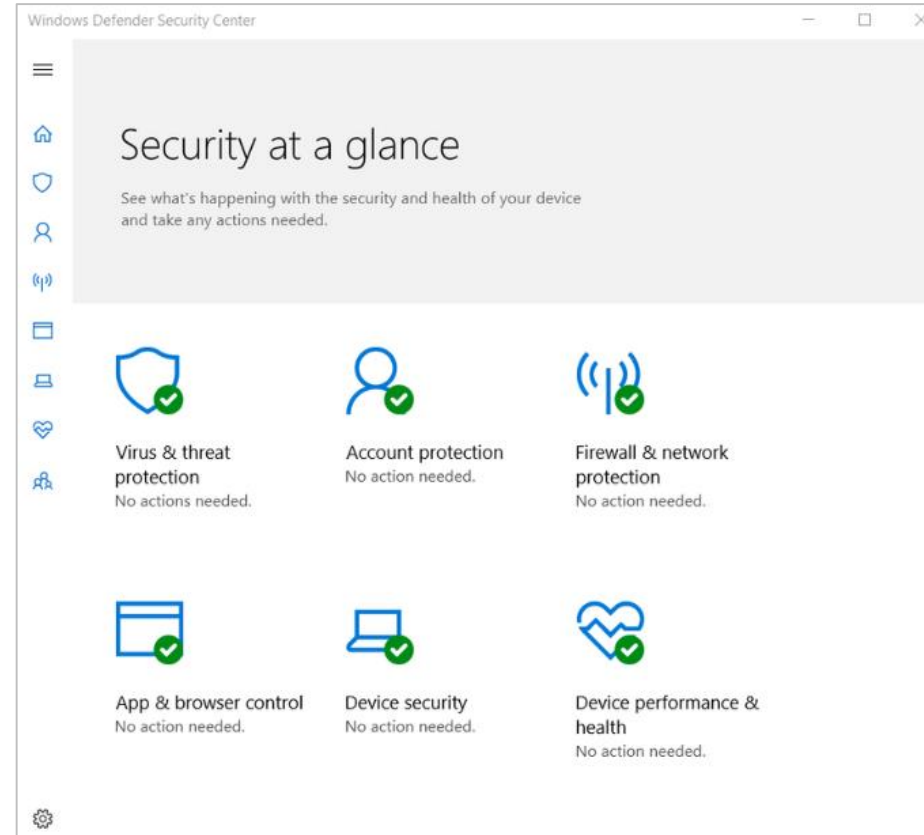 Windows Defender Security Center
Security at a glance
See what's happening with the security and health of your device
and take any actions needed.
Virus & threat
protection
No actions needed.
Account protection
No action needed.
Firewall & network
protection
No action needed.
App & browser control
No action needed.
Device security
No action needed.
Device performance &
health
No action needed.